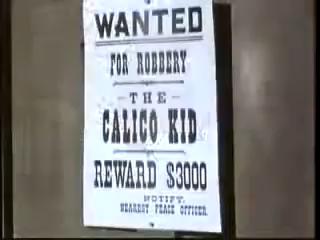 WANTED
FOR ROBBERY
-THE-
CALICO KID
REWARD $3000
NOTIFY.
NEAREST PEACE OFFICER.